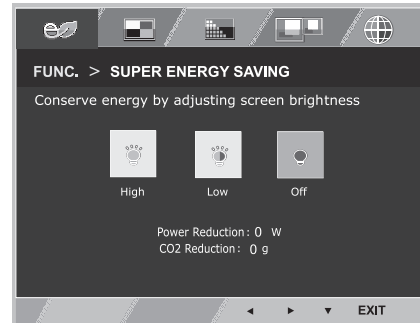 FUNC. > SUPER ENERGY SAVING
Conserve energy by adjusting screen brightness
High Low Off
Power Reduction: 0 W
CO2 Reduction: 0 g
EXIT